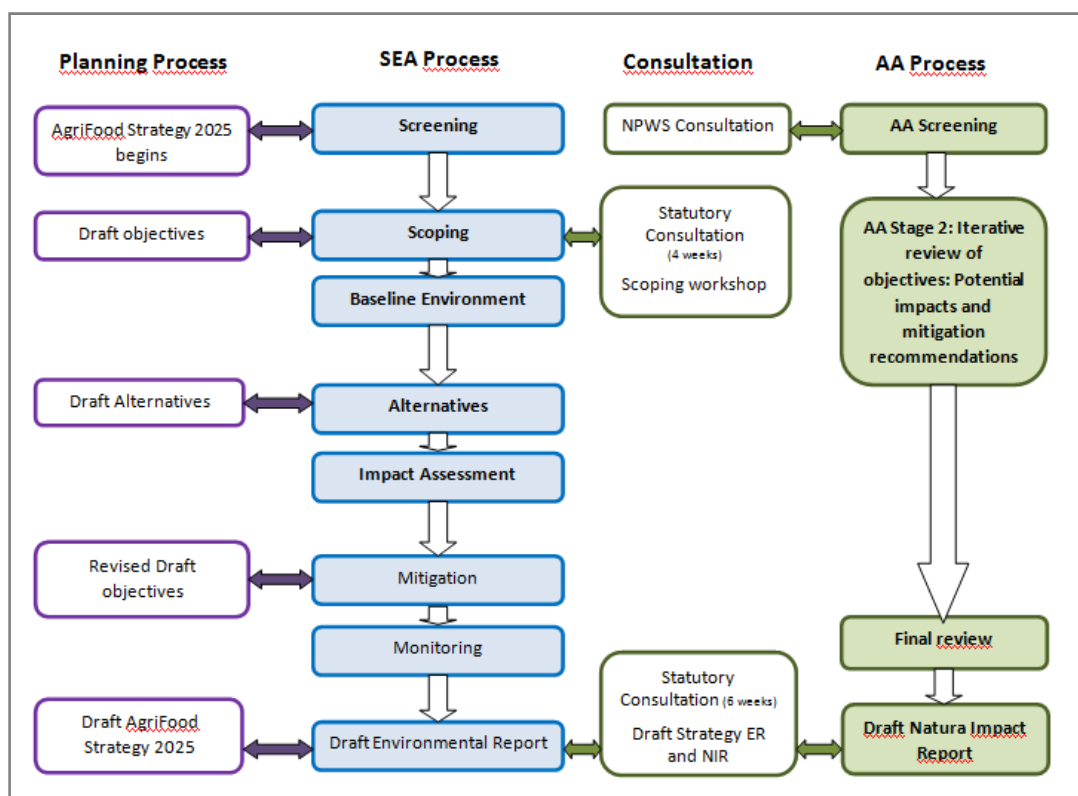 Planning Process
SEA Process
Consultation
AA Process
AgriFood Strategy 2025
begins
Screening
NPWS Consultation
AA Screening
Draft objectives
Scoping
Statutory
Consultation
(4 weeks)
Scoping workshop
AA Stage 2: Iterative
review of
objectives: Potential
impacts and
mitigation
recommendations
Baseline Environment
Draft Alternatives
Alternatives
Impact Assessment
Revised Draft
objectives
Mitigation
Monitoring
Final review
Draft AgriFood
Strategy 2025
Draft Environmental Report
Statutory
Consultation (6 weeks)
Draft Strategy ER
and NIR
Draft Natura Impact
Report